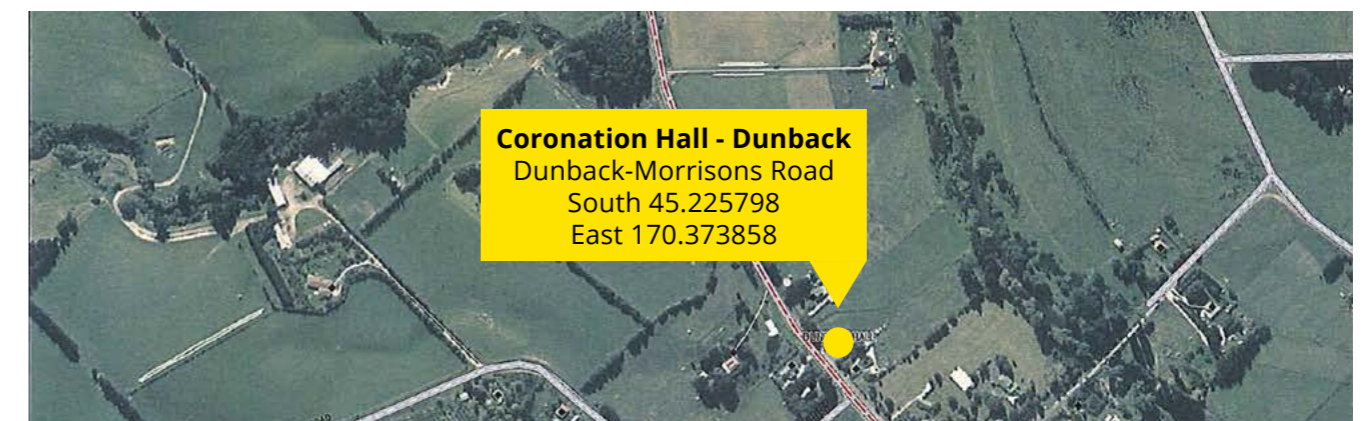 Coronation Hall - Dunback
Dunback-Morrisons Road
South 45.225798
East 170.373858